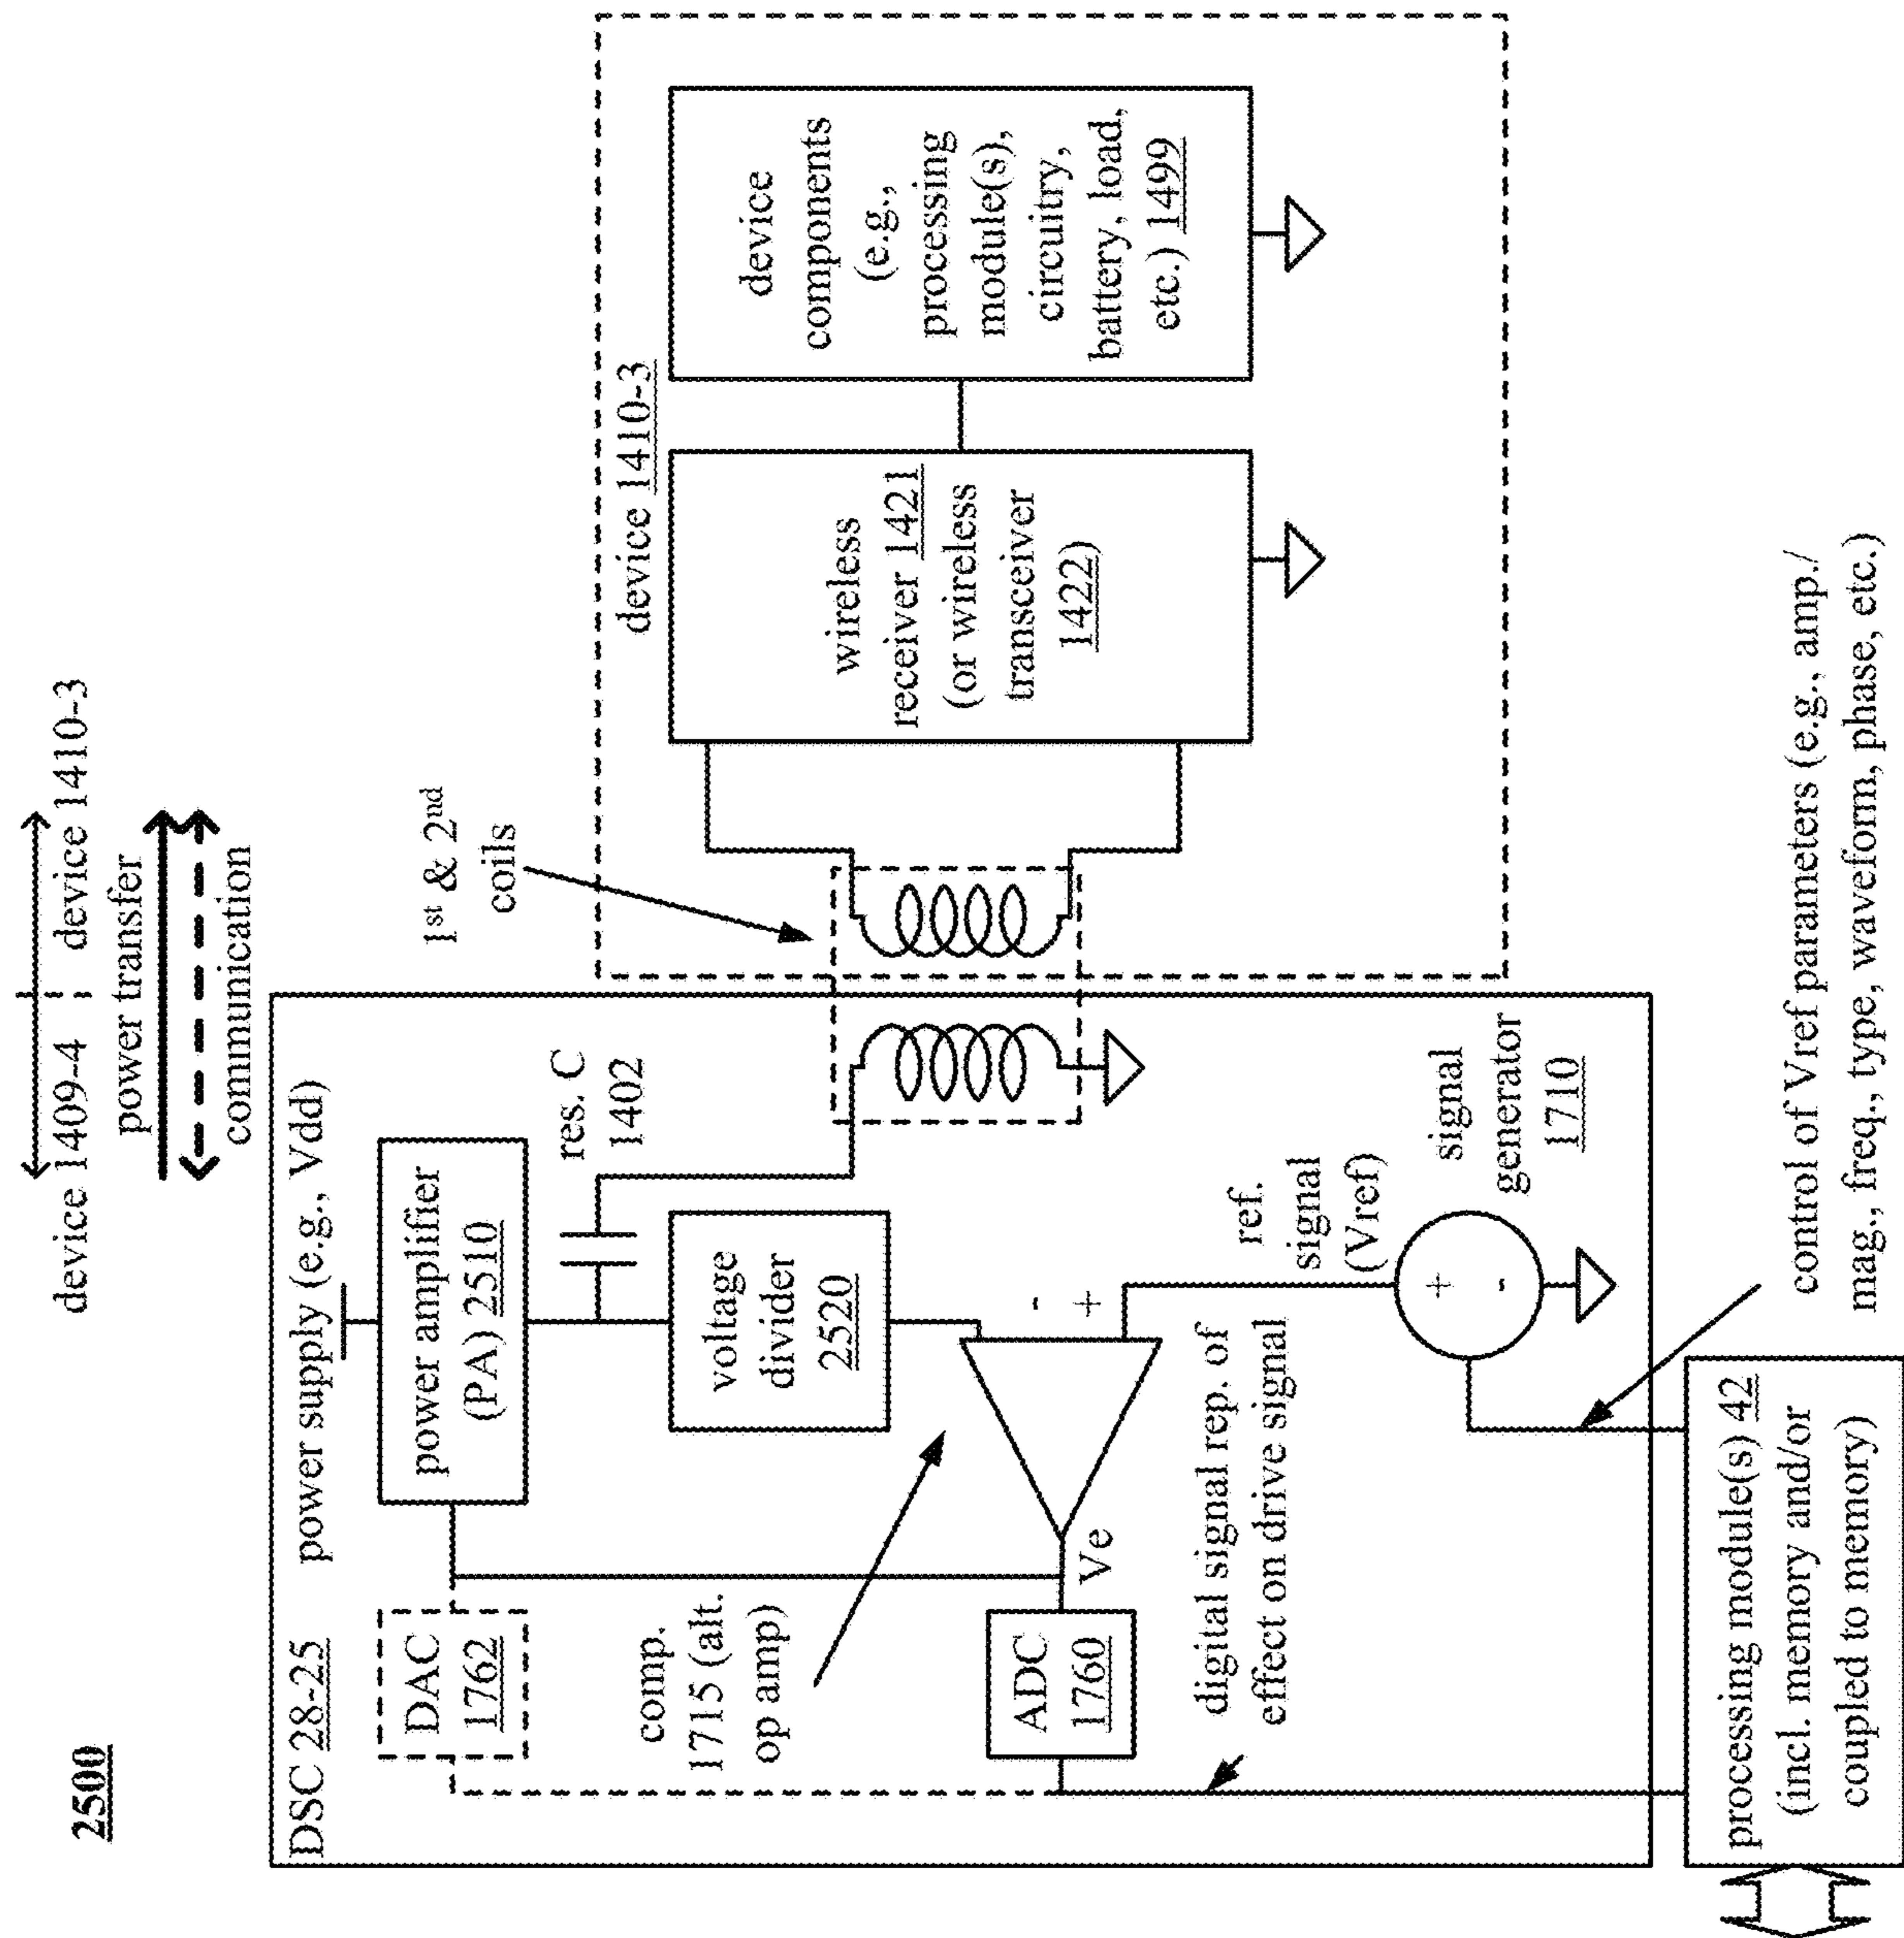 2500
device 1409-4
device 1410-3
power transfer
communication
DSC 28-25
power supply (e.g., Vdd)
DAC
1762
power amplifier
(PA) 2510
res. C
1402
1st & 2nd
coils
comp.
1715 (alt.
op amp)
voltage
divider
2520
-
+
ADC
1760
Ve
ref.
signal
(Vref)
digital signal rep. of
effect on drive signal
+
-
signal
generator
1710
device 1410-3
wireless
receiver 1421
(or wireless
transceiver
1422)
device
components
(e.g.,
processing
module(s),
circuitry,
battery, load,
etc.) 1499
processing module(s) 42
(incl. memory and/or
coupled to memory)
control of Vref parameters (e.g., amp./
mag., freq., type, waveform, phase, etc.)